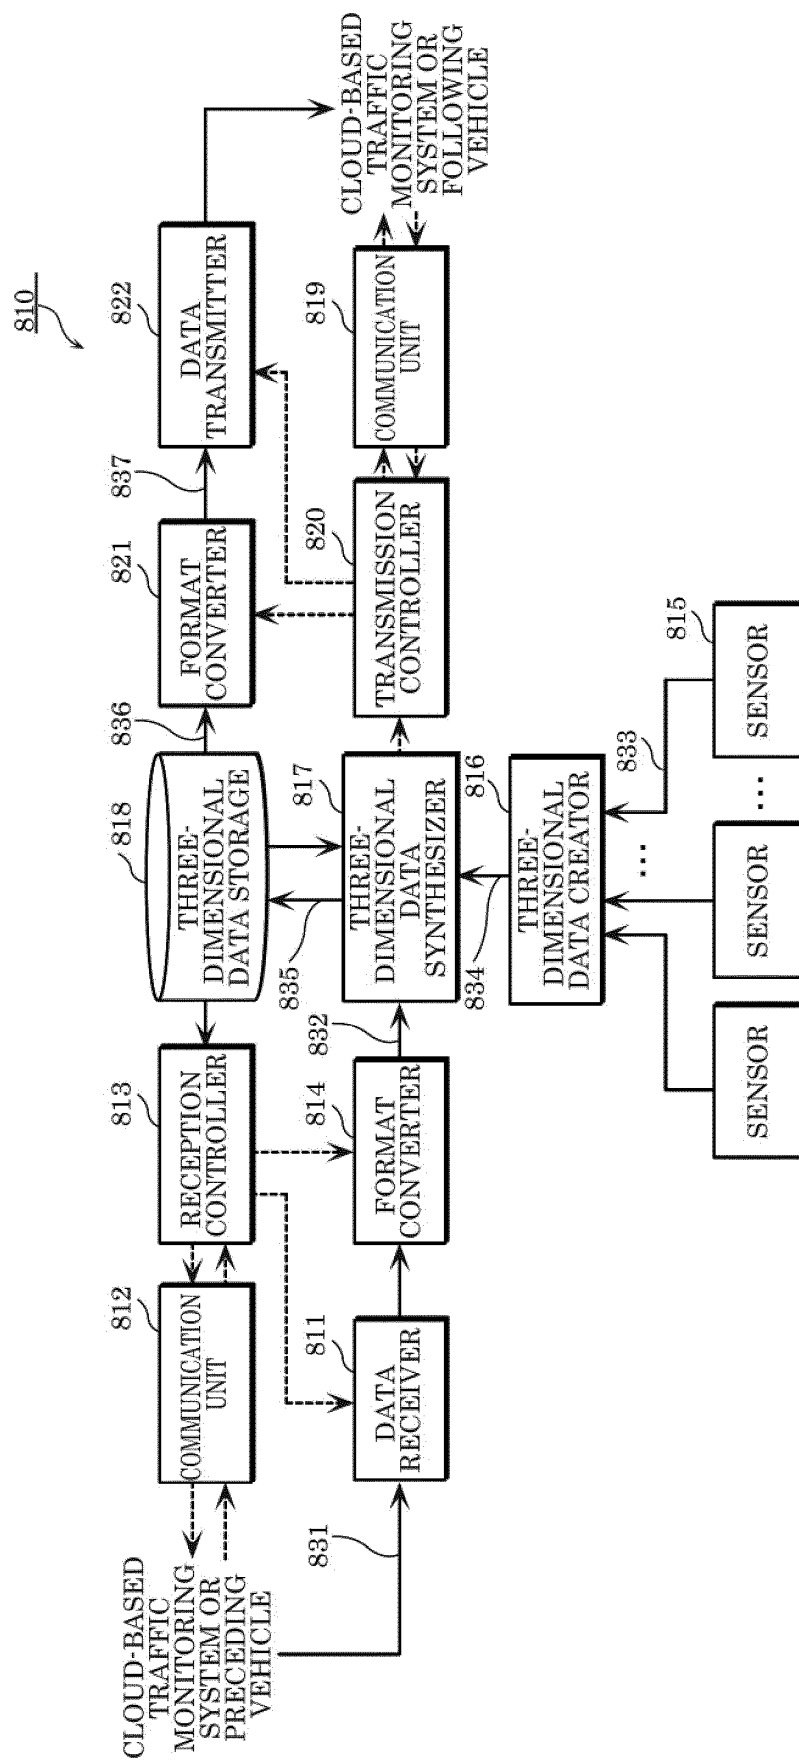 810
CLOUD-BASED
TRAFFIC
MONITORING
SYSTEM OR
PRECEDING
VEHICLE
812
COMMUNICATION
UNIT
813
RECEPTION
CONTROLLER
818
THREE-
DIMENSIONAL
DATA STORAGE
836
821
FORMAT
CONVERTER
837
822
DATA
TRANSMITTER
831
811
DATA
RECEIVER
814
FORMAT
CONVERTER
832
835
817
THREE-
DIMENSIONAL
DATA
SYNTHESIZER
820
TRANSMISSION
CONTROLLER
819
COMMUNICATION
UNIT
CLOUD-BASED
TRAFFIC
MONITORING
SYSTEM OR
FOLLOWING
VEHICLE
834
816
THREE-
DIMENSIONAL
DATA CREATOR
833
...
815
SENSOR
SENSOR
...
SENSOR